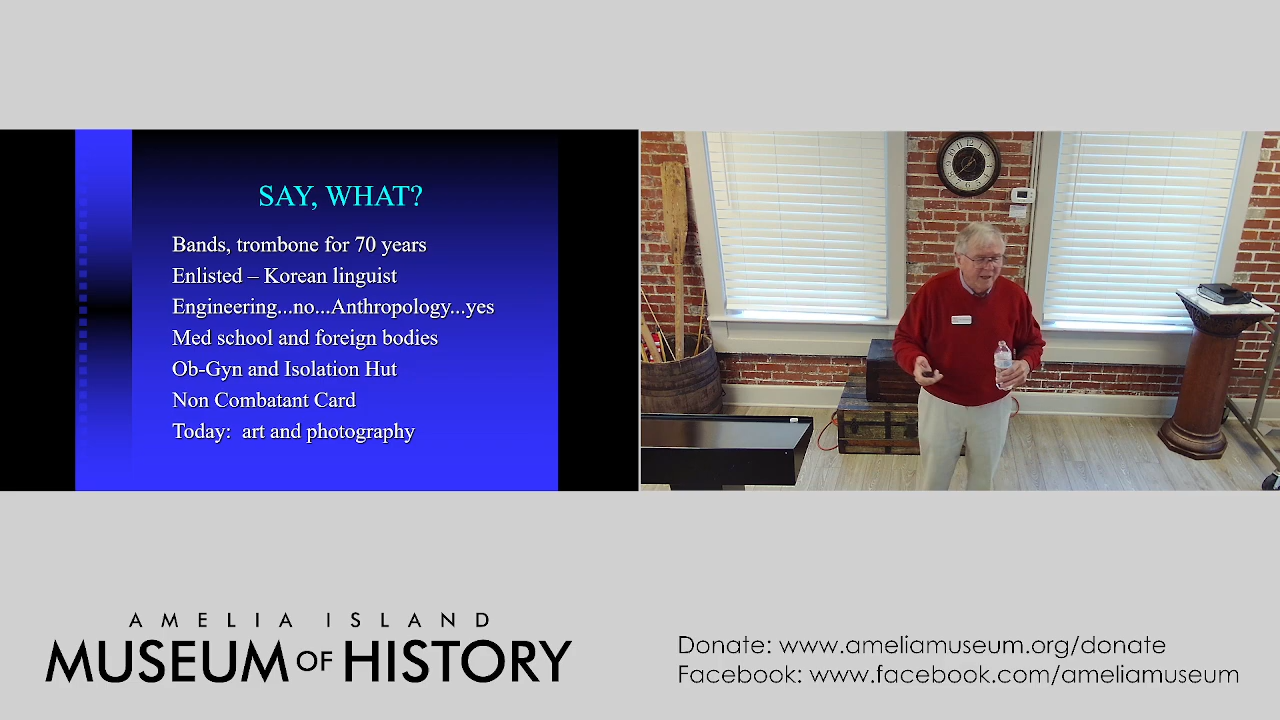 SAY, WHAT?
Bands, trombone for 70 years
Enlisted – Korean linguist
Engineering...no...Anthropology...yes
Med school and foreign bodies
Ob-Gyn and Isolation Hut
Non Combatant Card
Today: art and photography
AMELIA ISLAND
MUSEUM OF HISTORY
Donate: www.ameliamuseum.org/donate
Facebook: www.facebook.com/ameliamuseum